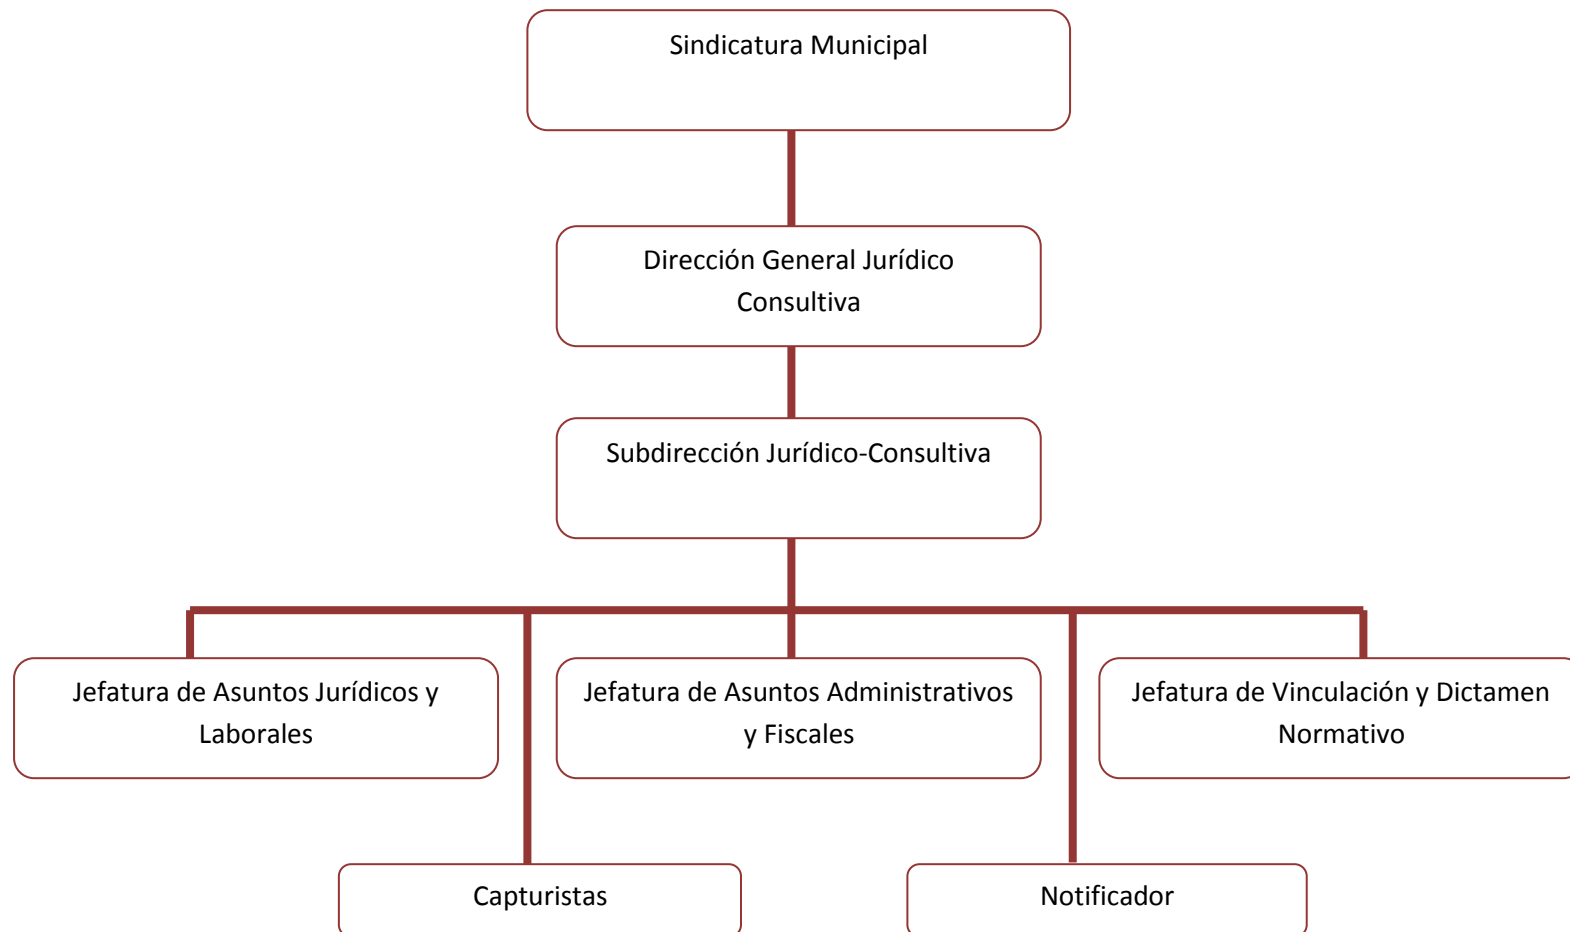 Sindicatura Municipal
Dirección General Jurídico
Consultiva
Subdirección Jurídico-Consultiva
Jefatura de Asuntos Jurídicos y
Laborales
Jefatura de Asuntos Administrativos
y Fiscales
Jefatura de Vinculación y Dictamen
Normativo
Capturistas
Notificador